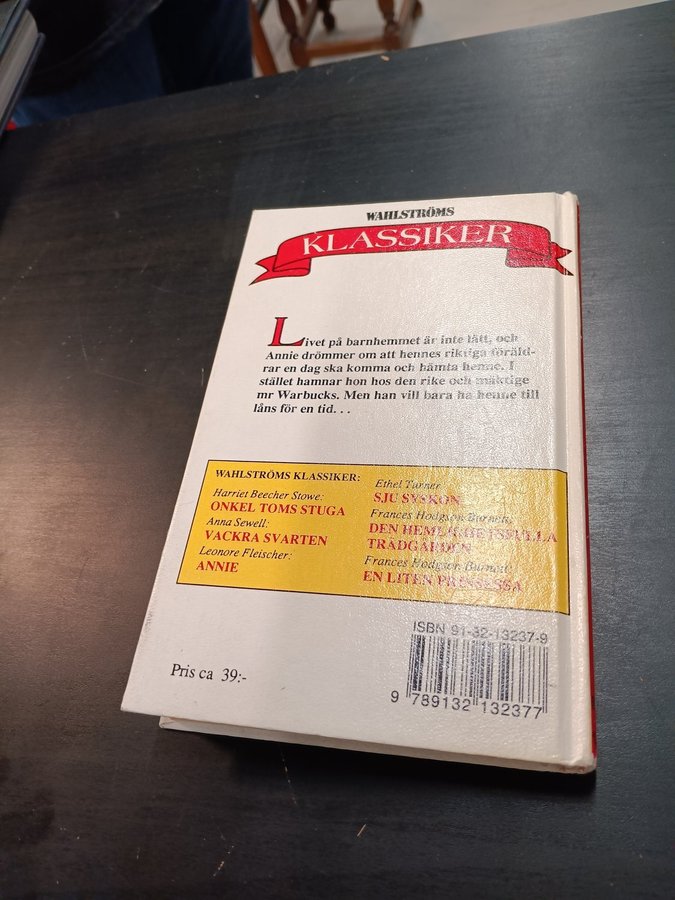 WAHLSTRÖMS
KLASSIKER
Livet på barnhemmet är inte lätt, och
Annie drömmer om att hennes riktiga föräld-
rar en dag ska komma och hämta henne. I
stället hamnar hon hos den rike och mäktige
mr Warbucks. Men han vill bara ha henne till
låns för en tid. . .
WAHLSTRÖMS KLASSIKER:
Harriet Beecher Stowe:
ONKEL TOMS STUGA
Anna Sewell:
VACKRA SVARTEN
Leonore Fleischer:
ANNIE
Ethel Turner
SJU SYSKON
Frances Hodgson Burnett:
DEN HEMLIGHETSFULLA
TRÄDGÅRDEN
Frances Hodgson Burnett:
EN LITEN PRINSESSA
ISBN 91-32-13237-9
9 789132 132377
Pris ca 39:-